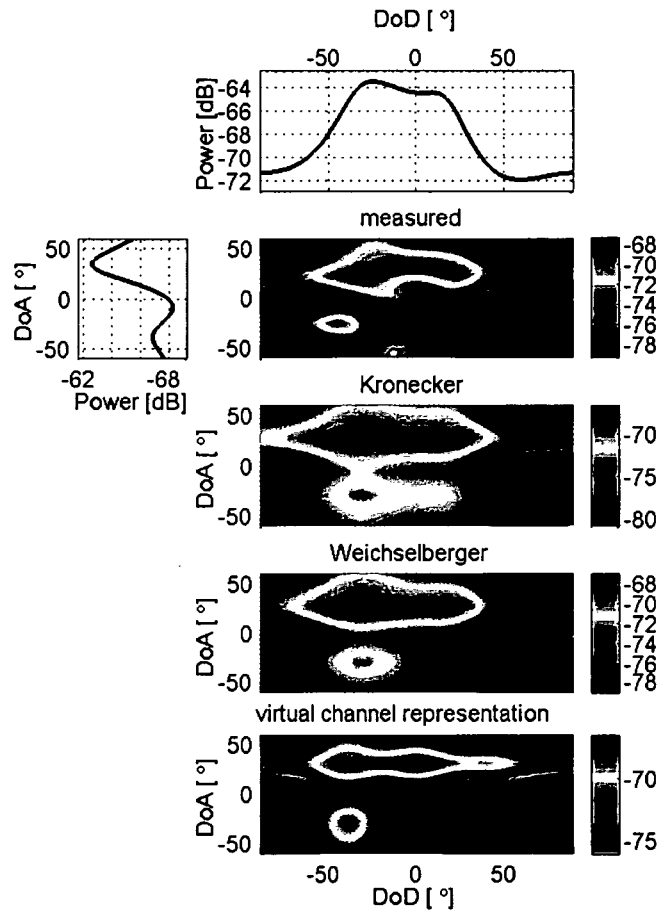 DoD [ °]
-50 0 50
Power [dB]
-64
-66
-68
-70
-72
measured
DoA [ °]
50
0
-50
-62 -68
Power [dB]
-68
-70
-72
-74
-76
-78
Kronecker
DoA [ °]
50
0
-50
-70
-75
-80
Weichselberger
DoA [ °]
50
0
-50
-68
-70
-72
-74
-76
-78
virtual channel representation
DoA [ °]
50
0
-50
-70
-75
-50 0 50
DoD [ °]